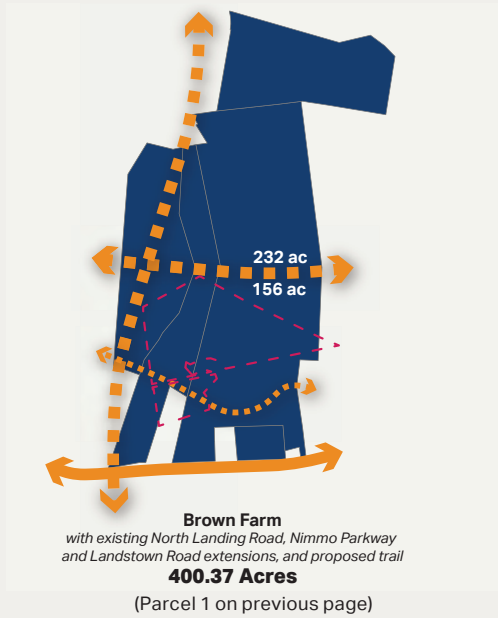 232 ac
156 ac
Brown Farm
with existing North Landing Road, Nimmo Parkway
and Landstown Road extensions, and proposed trail
400.37 Acres
(Parcel 1 on previous page)